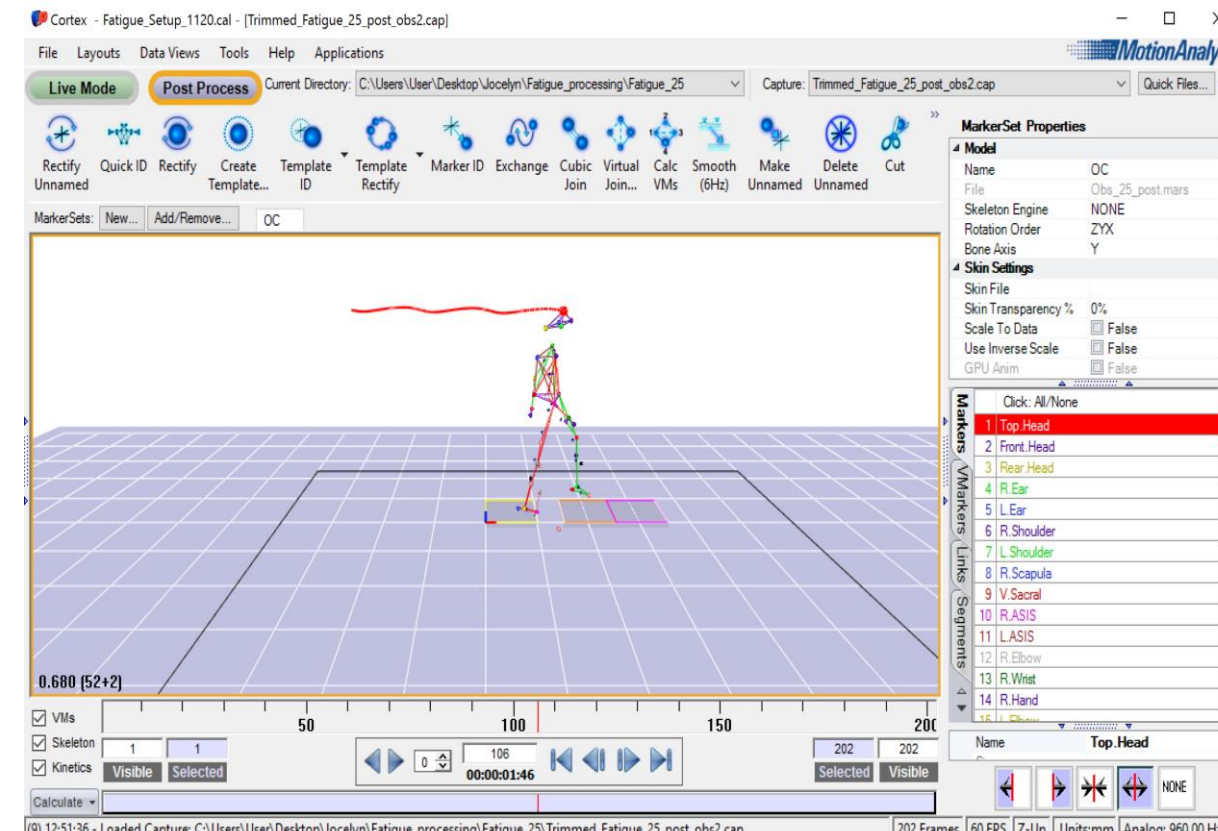 Cortex - Fatigue_Setup_1120.cal - [Trimmed_Fatigue_25_post_obs2.cap]
File Layouts Data Views Tools Help Applications
MotionAnaly
Live Mode Post Process Current Directory: C:\Users\User\Desktop\Jocelyn\Fatigue_processing\Fatigue_25 Capture: Trimmed_Fatigue_25_post_obs2.cap Quick Files...
Rectify Unnamed
Quick ID
Rectify
Create Template...
Template ID
Template Rectify
Marker ID
Exchange
Cubic Join
Virtual Join...
Calc VMs
Smooth (6Hz)
Make Unnamed
Delete Unnamed
Cut
MarkerSets: New... Add/Remove... OC
MarkerSet Properties
Model
Name OC
File Obs_25_post.mars
Skeleton Engine NONE
Rotation Order ZYX
Bone Axis Y
Skin Settings
Skin File
Skin Transparency % 0%
Scale To Data False
Use Inverse Scale False
GPU Anim False
Markers
VMarkers
Links
Segments
Click: All/None
1 Top.Head
2 Front.Head
3 Rear.Head
4 R.Ear
5 L.Ear
6 R.Shoulder
7 L.Shoulder
8 R.Scapula
9 V.Sacral
10 R.ASIS
11 L.ASIS
12 R.Elbow
13 R.Wrist
14 R.Hand
15 L.Elbow
Name Top.Head
NONE
0.680 (52+2)
50 100 150 200
VMs
Skeleton
Kinetics
1 1
Visible Selected
0 106
00:00:01:46
202 202
Selected Visible
Calculate
(9) 12:51:36 - Loaded Capture: C:\Users\User\Desktop\Jocelyn\Fatigue_processing\Fatigue_25\Trimmed_Fatigue_25_post_obs2.cap
202 Frames 60 FPS Z-Up Units:mm Analog: 960.00 H